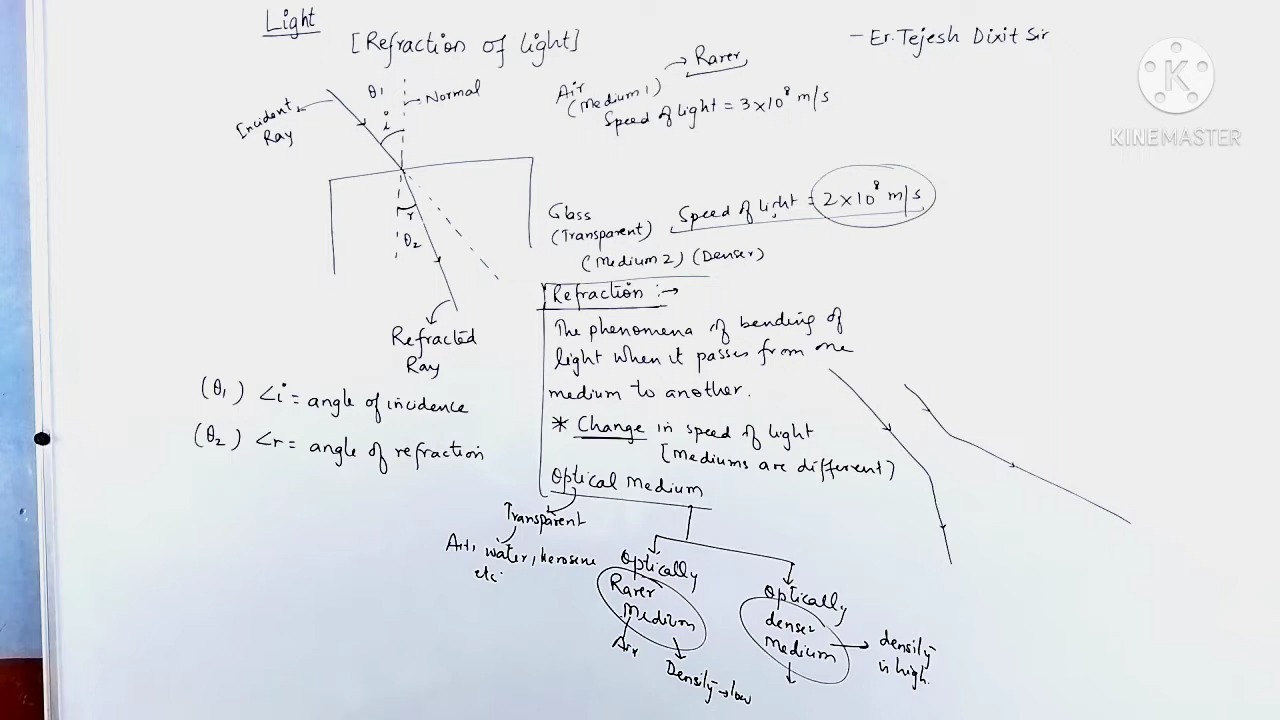 Light
[Refraction of light]
- Er. Tejesh Dixit Sir
Rarer
Air
(Medium 1)
Speed of light = 3×10⁸ m/s
θ1
Normal
i
Incident
Ray
KINEMASTER
Glass
(Transparent)
Speed of light = 2×10⁸ m/s
(Medium 2) (Denser)
r
θ2
Refracted
Ray
(θ1) ∠i = angle of incidence
(θ2) ∠r = angle of refraction
Refraction :→
The phenomena of bending of
light when it passes from one
medium to another.
* Change in speed of light
[Mediums are different]
Optical Medium
Transparent
Air, water, kerosene
etc.
Optically
Rarer
Medium
Air
Density → low
Optically
denser
Medium
density
is high.